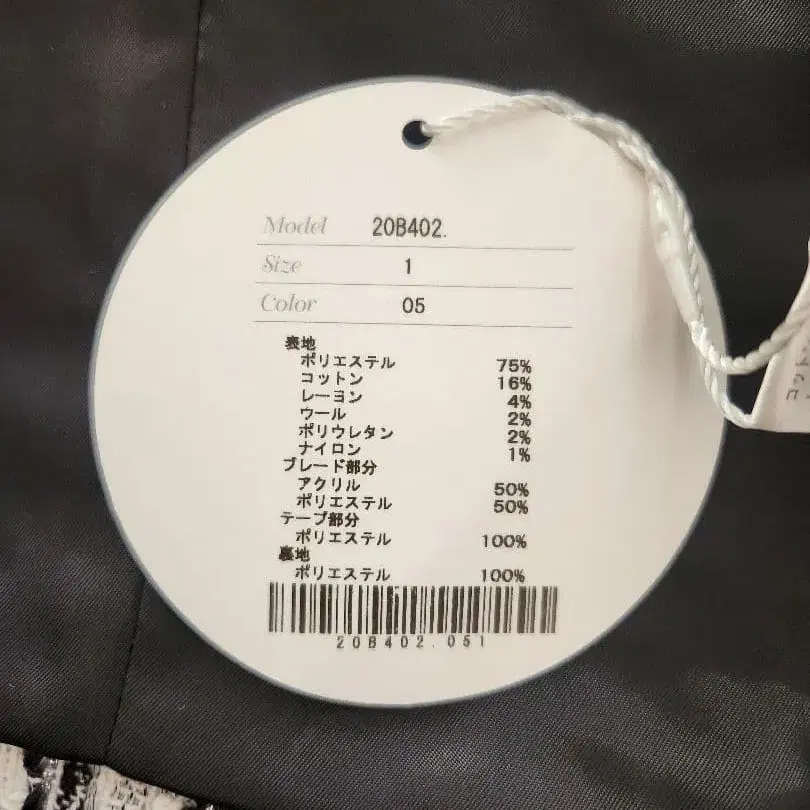 Model 20B402.
Size 1
Color 05
表地
ポリエステル 75%
コットン 16%
レーヨン 4%
ウール 2%
ポリウレタン 2%
ナイロン 1%
ブレード部分
アクリル 50%
ポリエステル 50%
テープ部分
ポリエステル 100%
裏地
ポリエステル 100%
20B402.051